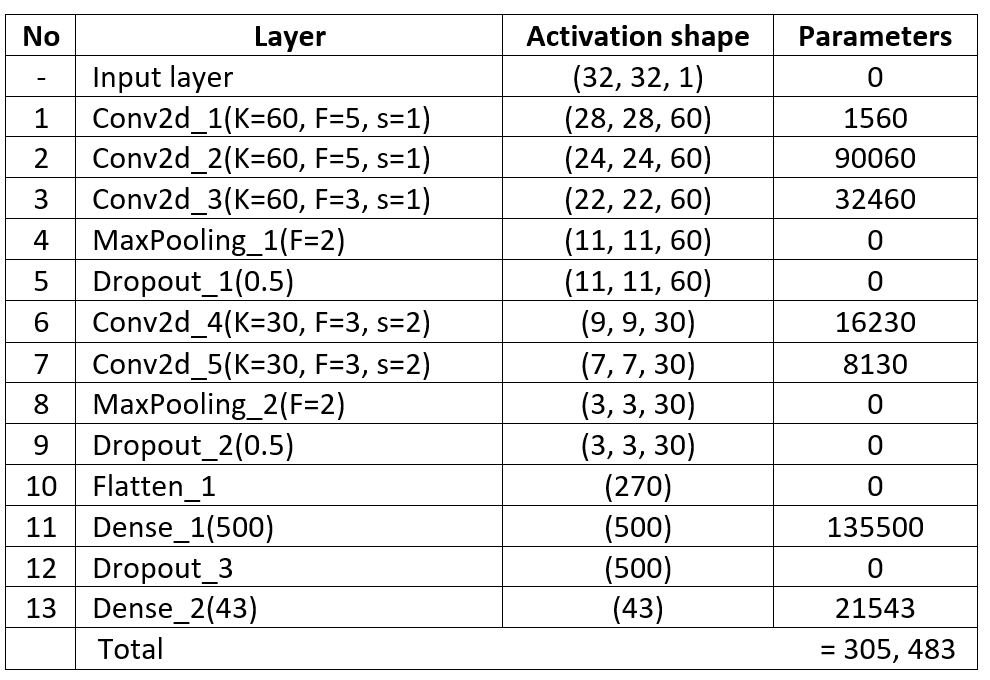 No Layer Activation shape Parameters
- Input layer (32, 32, 1) 0
1 Conv2d_1(K=60, F=5, s=1) (28, 28, 60) 1560
2 Conv2d_2(K=60, F=5, s=1) (24, 24, 60) 90060
3 Conv2d_3(K=60, F=3, s=1) (22, 22, 60) 32460
4 MaxPooling_1(F=2) (11, 11, 60) 0
5 Dropout_1(0.5) (11, 11, 60) 0
6 Conv2d_4(K=30, F=3, s=2) (9, 9, 30) 16230
7 Conv2d_5(K=30, F=3, s=2) (7, 7, 30) 8130
8 MaxPooling_2(F=2) (3, 3, 30) 0
9 Dropout_2(0.5) (3, 3, 30) 0
10 Flatten_1 (270) 0
11 Dense_1(500) (500) 135500
12 Dropout_3 (500) 0
13 Dense_2(43) (43) 21543
Total = 305, 483